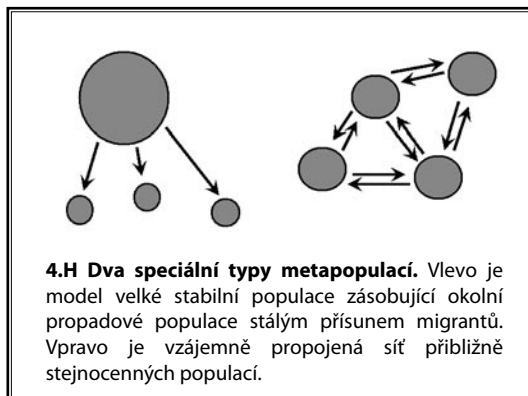 4.H Dva speciální typy metapopulací. Vlevo je
model velké stabilní populace zásobující okolní
propadové populace stálým přísunem migrantů.
Vpravo je vzájemně propojená síť přibližně
stejnocenných populací.